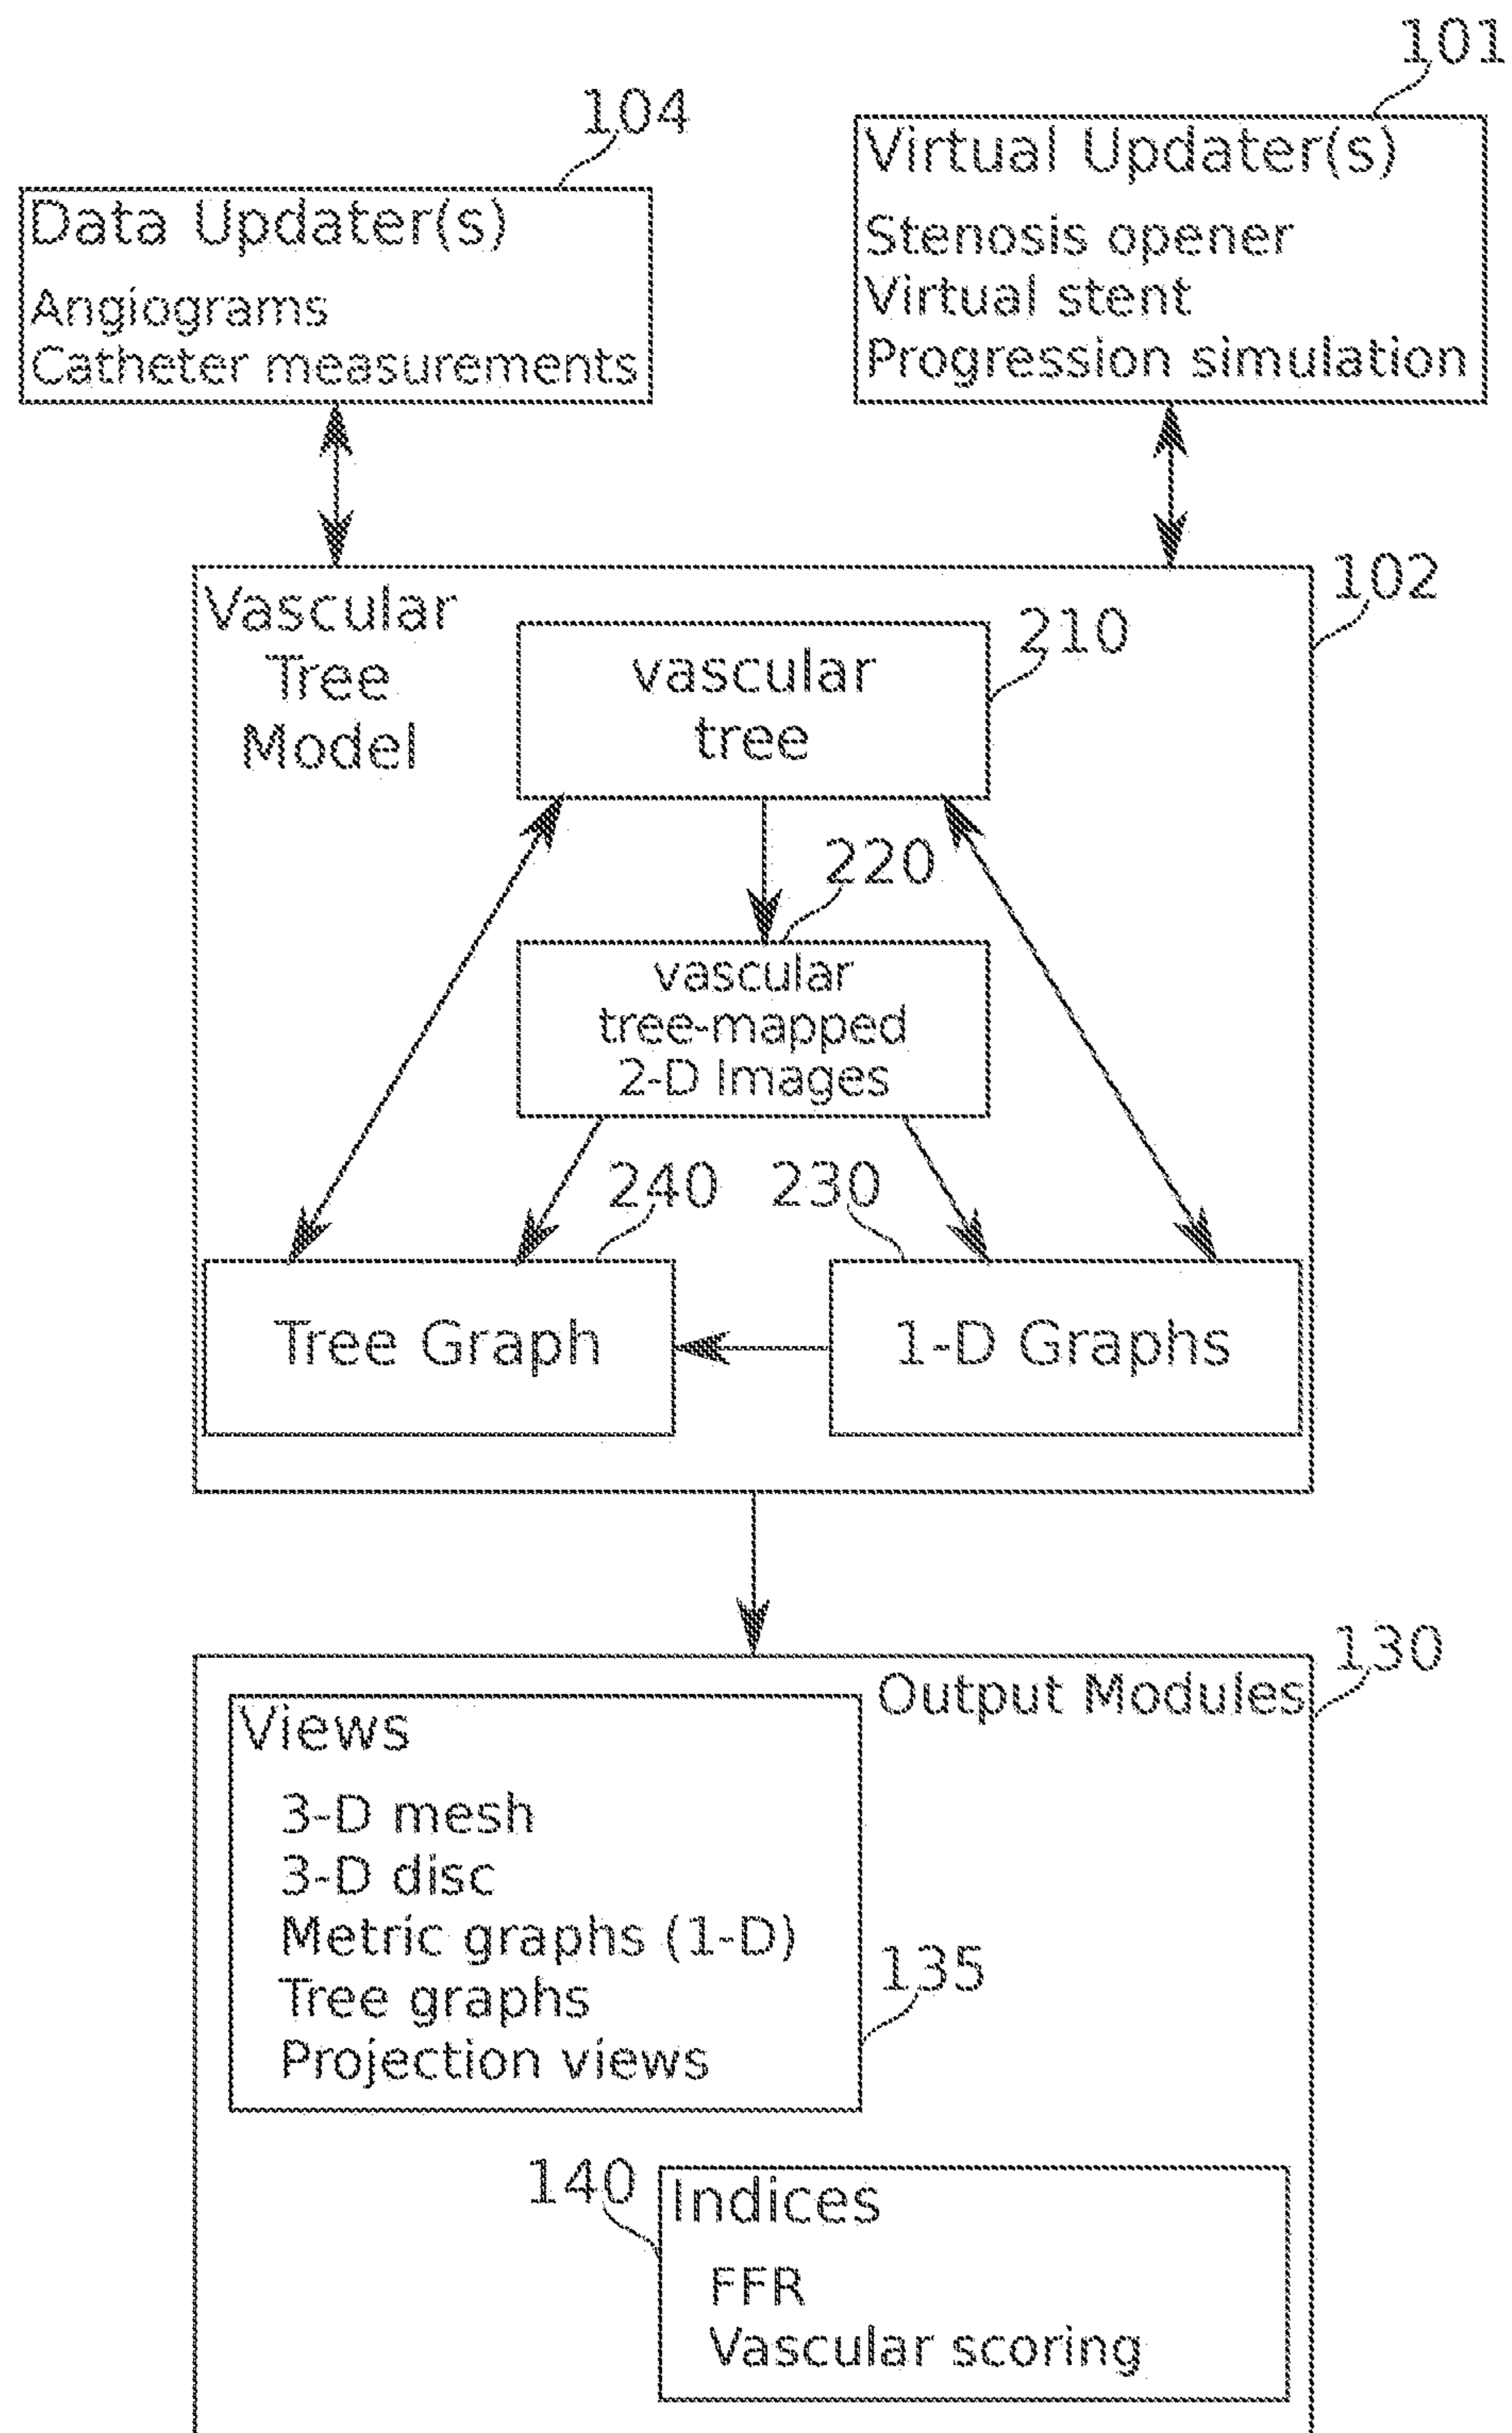 101
104
Virtual Updater(s)
Stenosis opener
Virtual stent
Progression simulation
Data Updater(s)
Angiograms
Catheter measurements
102
Vascular
Tree
Model
210
vascular
tree
220
vascular
tree-mapped
2-D Images
240
230
Tree Graph
1-D Graphs
130
Output Modules
Views
3-D mesh
3-D disc
Metric graphs (1-D)
Tree graphs
Projection views
135
140
Indices
FFR
Vascular scoring